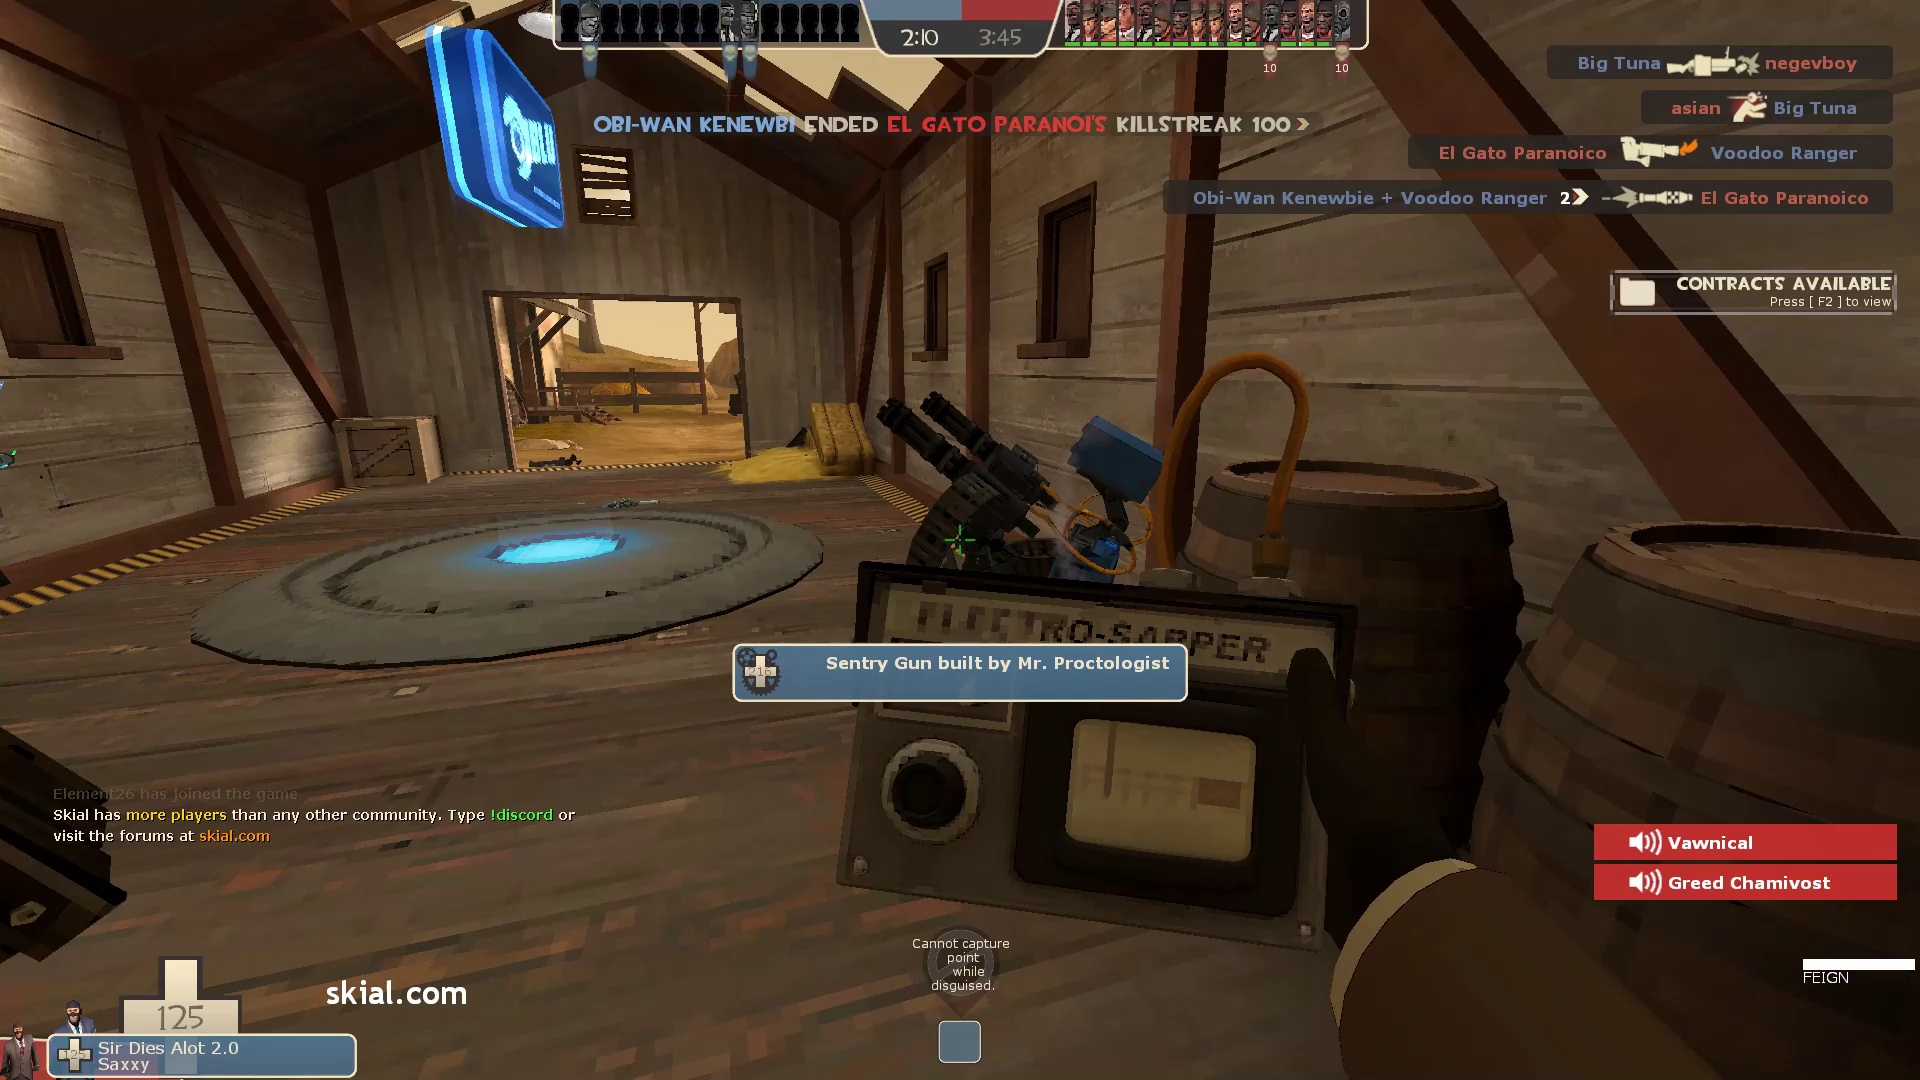 2:10 3:45
10 10
Big Tuna negevboy
asian Big Tuna
El Gato Paranoico Voodoo Ranger
Obi-Wan Kenewbie + Voodoo Ranger 2 El Gato Paranoico
OBI-WAN KENEWBI ENDED EL GATO PARANOI'S KILLSTREAK 100
CONTRACTS AVAILABLE
Press [ F2 ] to view
ELECTRO-SAPPER
Sentry Gun built by Mr. Proctologist
216
Element26 has joined the game
Skial has more players than any other community. Type !discord or
visit the forums at skial.com
Vawnical
Greed Chamivost
Cannot capture
point
while
disguised.
FEIGN
skial.com
125
125
Sir Dies Alot 2.0
Saxxy